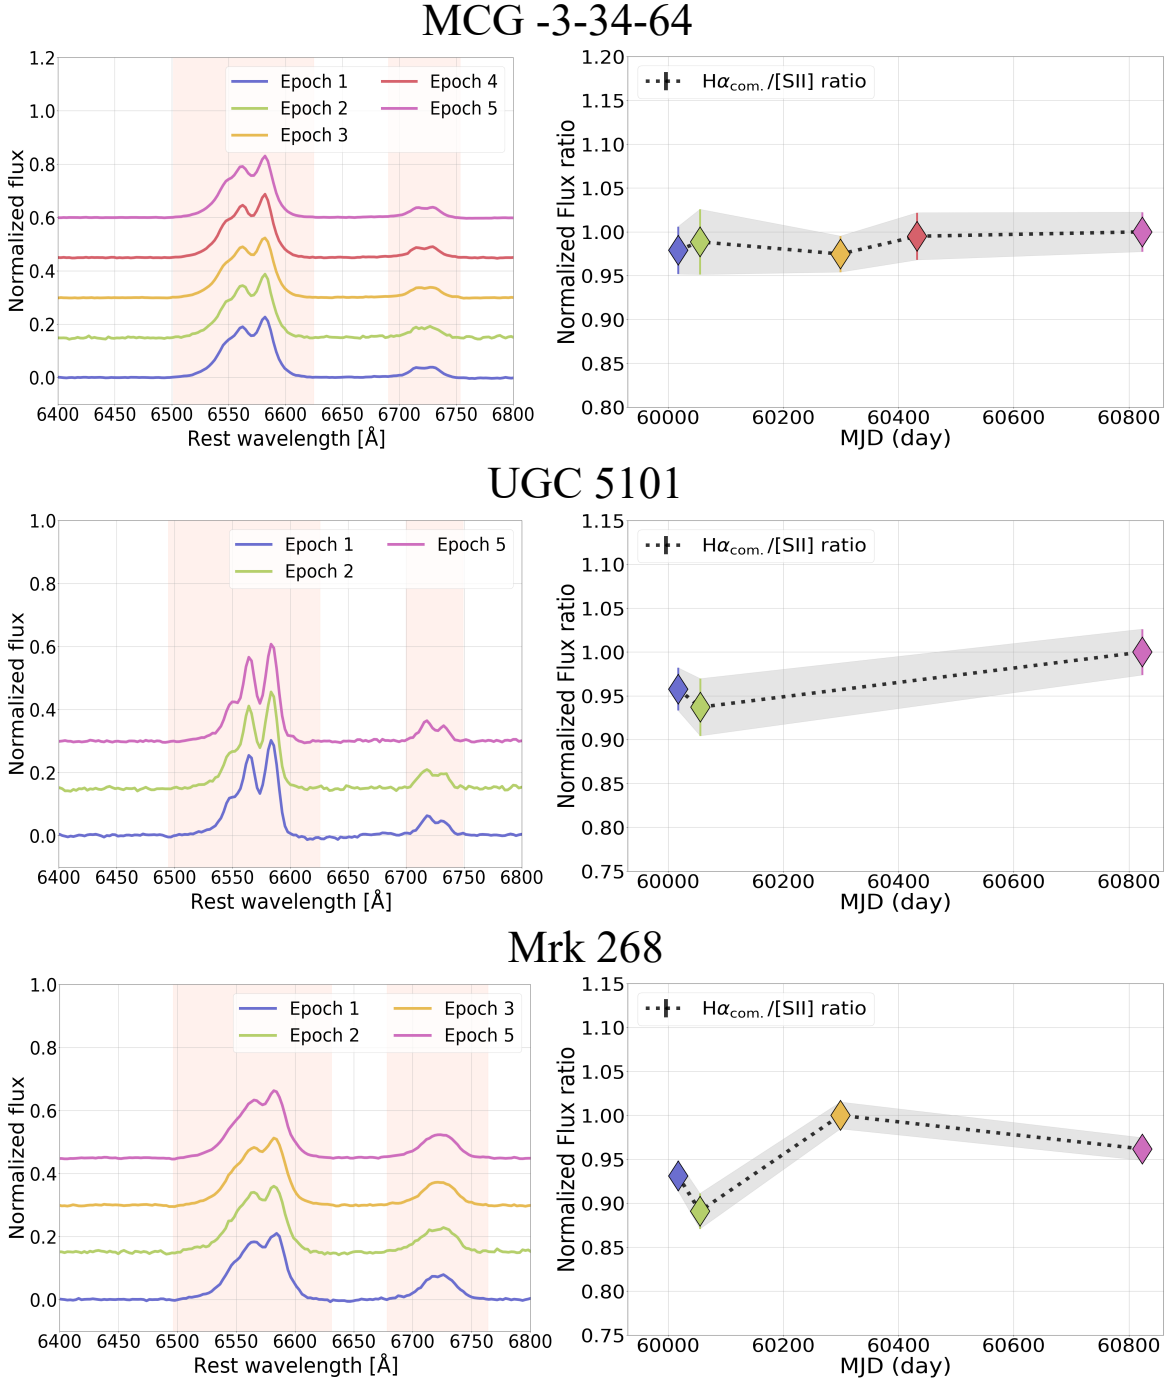 MCG -3-34-64
1.2
1.0
0.8
0.6
0.4
0.2
0.0
Normalized flux
Epoch 1
Epoch 2
Epoch 3
Epoch 4
Epoch 5
6400 6450 6500 6550 6600 6650 6700 6750 6800
Rest wavelength [Å]
1.20
1.15
1.10
1.05
1.00
0.95
0.90
0.85
0.80
Normalized Flux ratio
Hα com. /[SII] ratio
60000 60200 60400 60600 60800
MJD (day)
UGC 5101
1.0
0.8
0.6
0.4
0.2
0.0
Normalized flux
Epoch 1
Epoch 2
Epoch 5
6400 6450 6500 6550 6600 6650 6700 6750 6800
Rest wavelength [Å]
1.15
1.10
1.05
1.00
0.95
0.90
0.85
0.80
0.75
Normalized Flux ratio
Hα com. /[SII] ratio
60000 60200 60400 60600 60800
MJD (day)
Mrk 268
1.0
0.8
0.6
0.4
0.2
0.0
Normalized flux
Epoch 1
Epoch 2
Epoch 3
Epoch 5
6400 6450 6500 6550 6600 6650 6700 6750 6800
Rest wavelength [Å]
1.15
1.10
1.05
1.00
0.95
0.90
0.85
0.80
0.75
Normalized Flux ratio
Hα com. /[SII] ratio
60000 60200 60400 60600 60800
MJD (day)